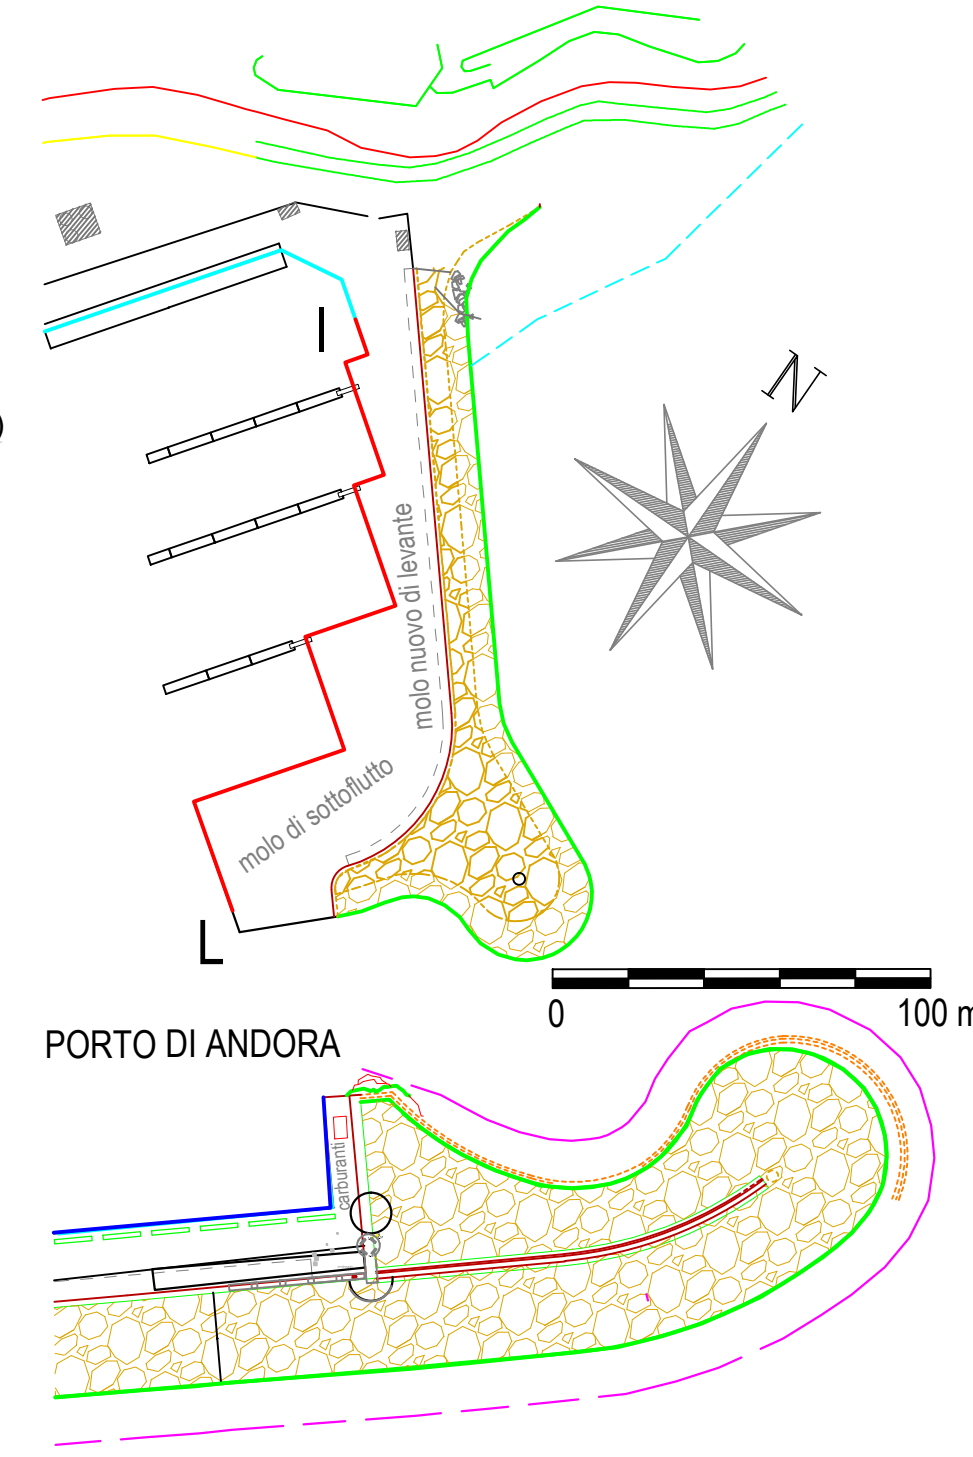 I
N
molo nuovo di levante
molo di sottoflutto
L
0
100 m
PORTO DI ANDORA
carburanti